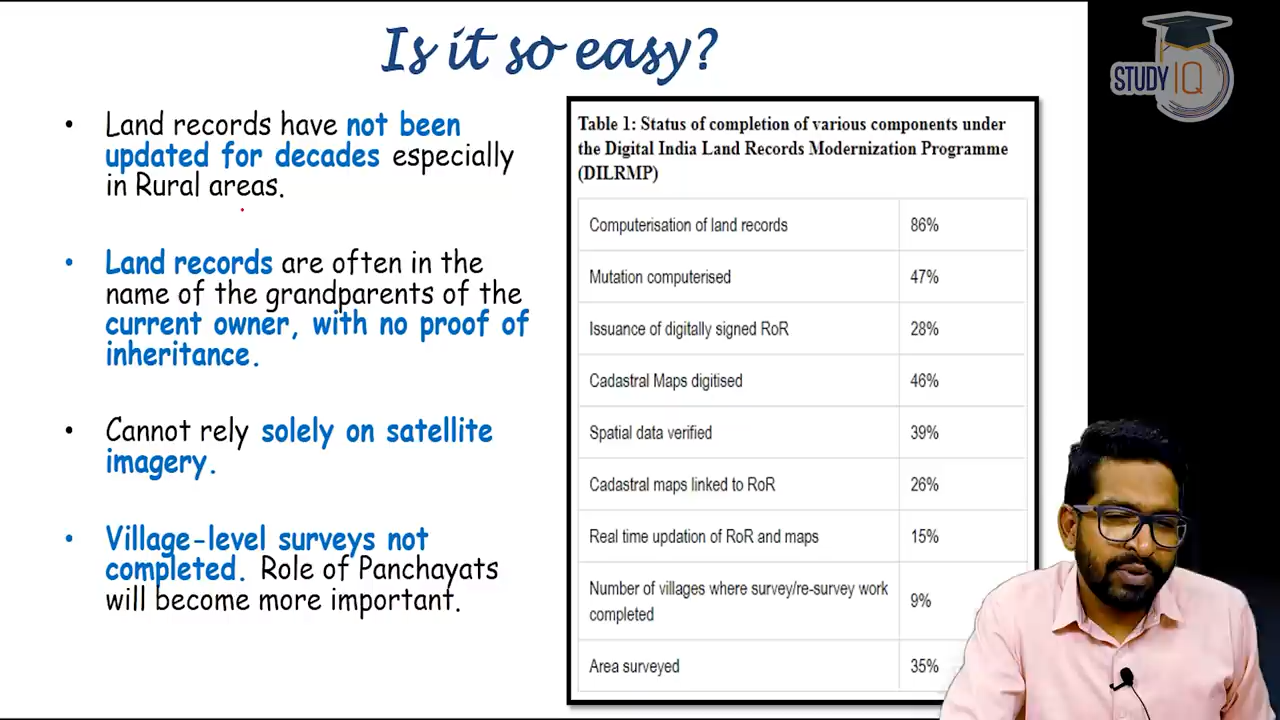 Is it so easy?
STUDY IQ
• Land records have not been
updated for decades especially
in Rural areas.
• Land records are often in the
name of the grandparents of the
current owner, with no proof of
inheritance.
• Cannot rely solely on satellite
imagery.
• Village-level surveys not
completed. Role of Panchayats
will become more important.
Table 1: Status of completion of various components under
the Digital India Land Records Modernization Programme
(DILRMP)
Computerisation of land records 86%
Mutation computerised 47%
Issuance of digitally signed RoR 28%
Cadastral Maps digitised 46%
Spatial data verified 39%
Cadastral maps linked to RoR 26%
Real time updation of RoR and maps 15%
Number of villages where survey/re-survey work
completed 9%
Area surveyed 35%